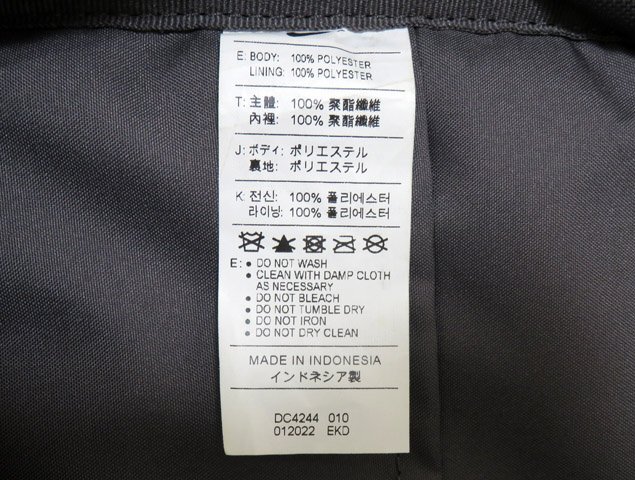 E: BODY: 100% POLYESTER
LINING: 100% POLYESTER
T: 主體: 100% 聚酯纖維
內裡: 100% 聚酯纖維
J: ボディ: ポリエステル
裏地: ポリエステル
K: 전신: 100% 폴리에스터
라이닝: 100% 폴리에스터
E: • DO NOT WASH
• CLEAN WITH DAMP CLOTH
AS NECESSARY
• DO NOT BLEACH
• DO NOT TUMBLE DRY
• DO NOT IRON
• DO NOT DRY CLEAN
MADE IN INDONESIA
インドネシア製
DC4244 010
012022 EKD